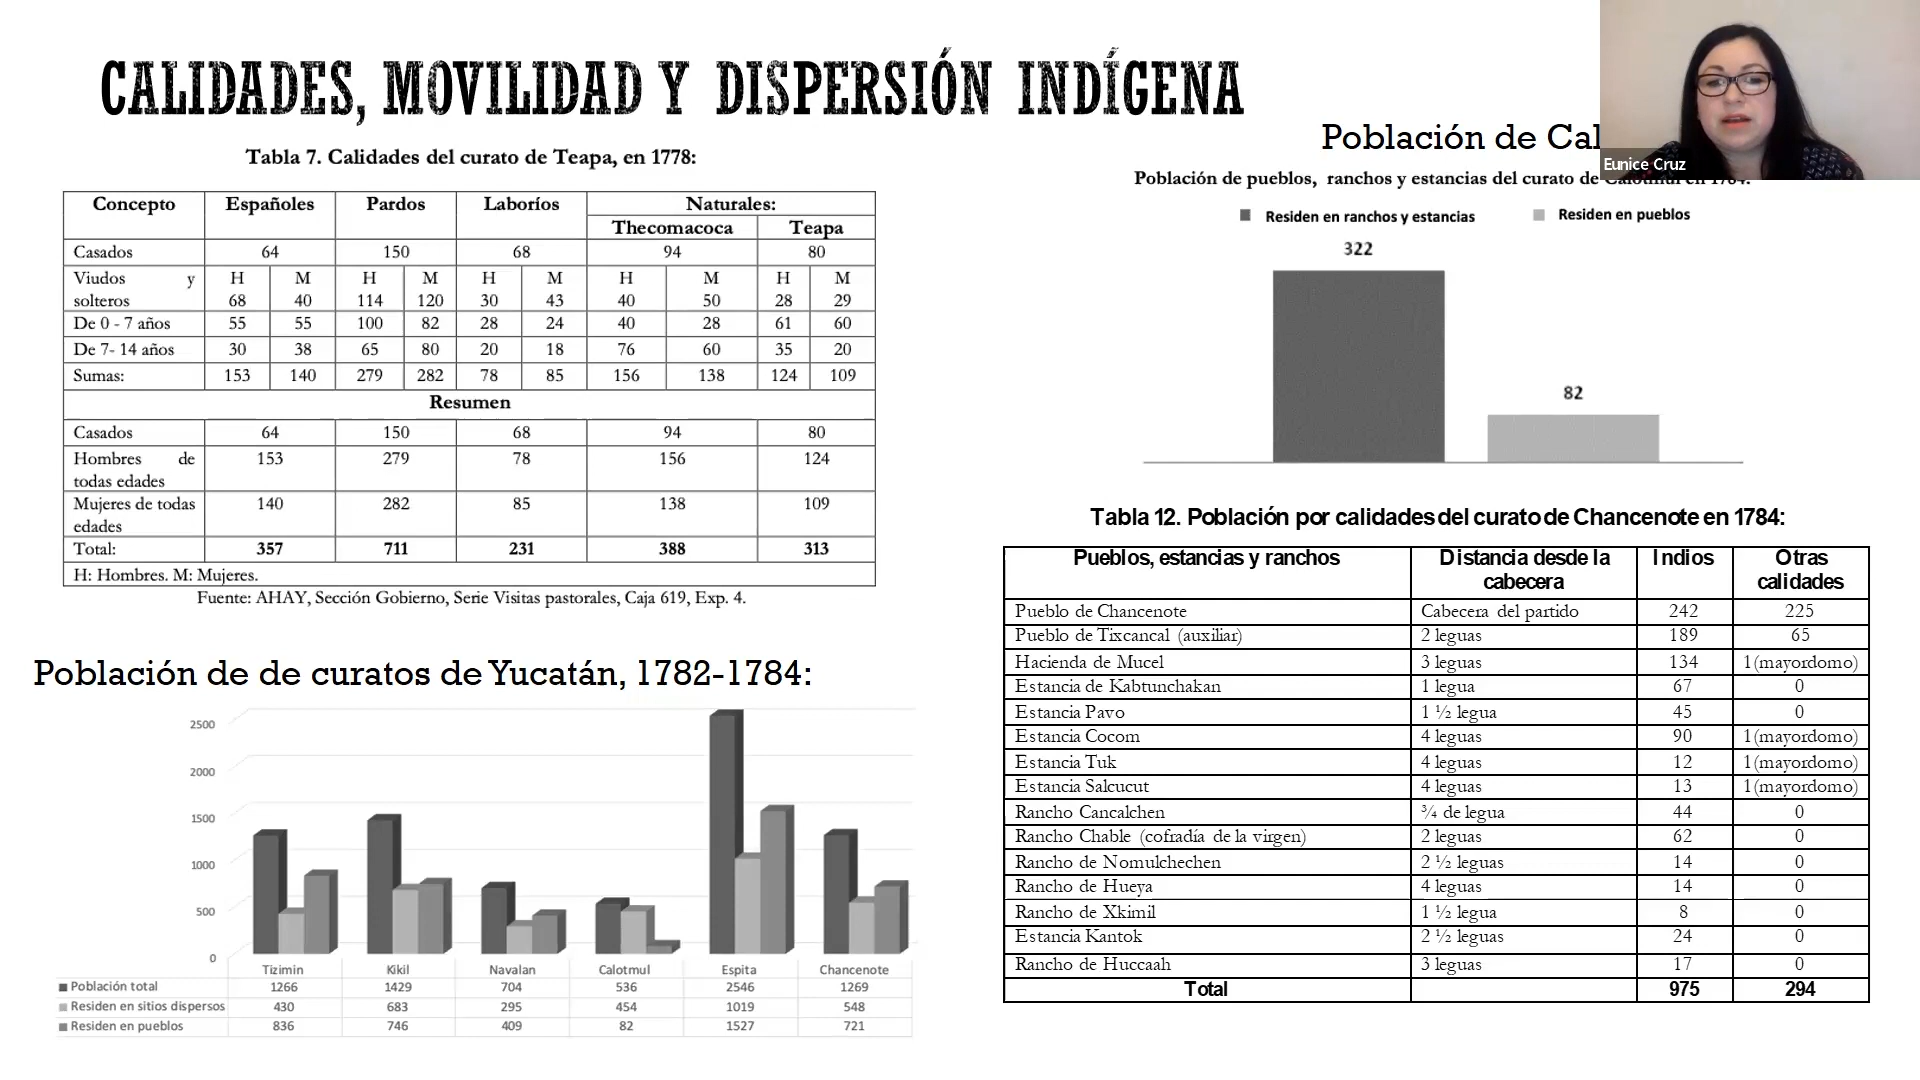 CALIDADES, MOVILIDAD Y DISPERSIÓN INDÍGENA
Tabla 7. Calidades del curato de Teapa, en 1778:
Concepto Españoles Pardos Laboríos Naturales:
Thecomacoca Teapa
Casados 64 150 68 94 80
Viudos y H M H M H M H M H M
solteros 68 40 114 120 30 43 40 50 28 29
De 0 - 7 años 55 55 100 82 28 24 40 28 61 60
De 7- 14 años 30 38 65 80 20 18 76 60 35 20
Sumas: 153 140 279 282 78 85 156 138 124 109
Resumen
Casados 64 150 68 94 80
Hombres de 153 279 78 156 124
todas edades
Mujeres de todas 140 282 85 138 109
edades
Total: 357 711 231 388 313
H: Hombres. M: Mujeres.
Fuente: AHAY, Sección Gobierno, Serie Visitas pastorales, Caja 619, Exp. 4.
Población de de curatos de Yucatán, 1782-1784:
2500
2000
1500
1000
500
0
Tizimin Kikil Navalan Calotmul Espita Chancenote
Población total 1266 1429 704 536 2546 1269
Residen en sitios dispersos 430 683 295 454 1019 548
Residen en pueblos 836 746 409 82 1527 721
Población de Cal
Eunice Cruz
Población de pueblos, ranchos y estancias del curato de Calotmul en 1784:
Residen en ranchos y estancias Residen en pueblos
322
82
Tabla 12. Población por calidades del curato de Chancenote en 1784:
Pueblos, estancias y ranchos Distancia desde la Indios Otras
cabecera calidades
Pueblo de Chancenote Cabecera del partido 242 225
Pueblo de Tixcancal (auxiliar) 2 leguas 189 65
Hacienda de Mucel 3 leguas 134 1(mayordomo)
Estancia de Kabtunchakan 1 legua 67 0
Estancia Pavo 1 ½ legua 45 0
Estancia Cocom 4 leguas 90 1(mayordomo)
Estancia Tuk 4 leguas 12 1(mayordomo)
Estancia Salcucut 4 leguas 13 1(mayordomo)
Rancho Cancalchen ¾ de legua 44 0
Rancho Chable (cofradía de la virgen) 2 leguas 62 0
Rancho de Nomulchechen 2 ½ leguas 14 0
Rancho de Hueya 4 leguas 14 0
Rancho de Xkimil 1 ½ legua 8 0
Estancia Kantok 2 ½ leguas 24 0
Rancho de Huccaah 3 leguas 17 0
Total 975 294